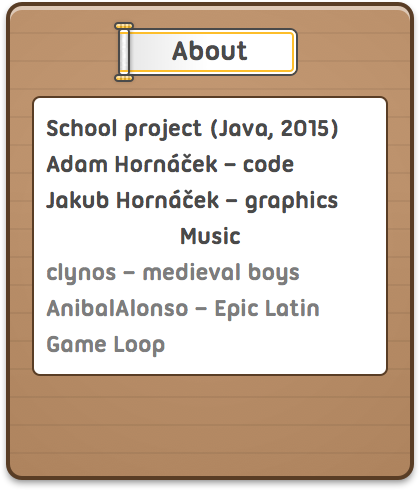 About
School project (Java, 2015)
Adam Hornáček – code
Jakub Hornáček – graphics
Music
clynos – medieval boys
AnibalAlonso – Epic Latin
Game Loop